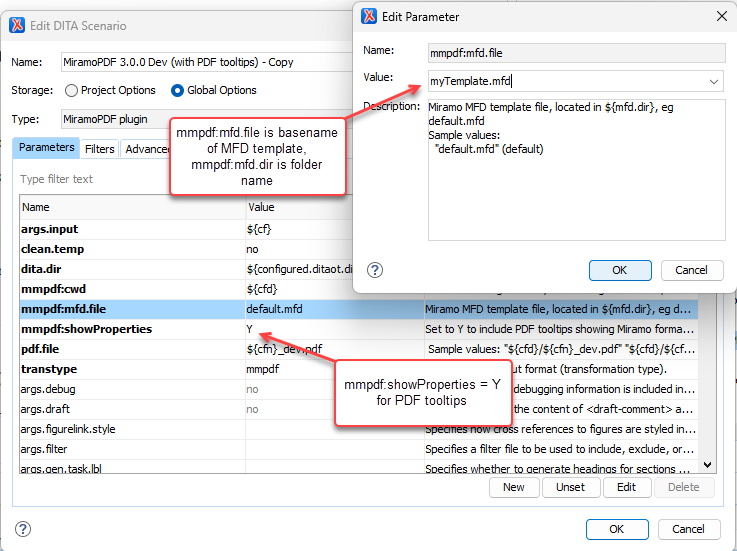 Edit DITA Scenario
Name: MiramoPDF 3.0.0 Dev (with PDF tooltips) - Copy
Storage: Project Options Global Options
Type: MiramoPDF plugin
Parameters Filters Advanced
Type filter text
Name Value
args.input ${cf}
clean.temp no
dita.dir ${configured.ditaot.di
mmpdf:cwd ${cfd}
mmpdf:mfd.file default.mfd Miramo MFD template file, located in ${mfd.dir}, eg d...
mmpdf:showProperties Y Set to Y to include PDF tooltips showing Miramo forma...
pdf.file ${cfn}_dev.pdf Sample values: "${cfd}/${cfn}_dev.pdf" "${cfd}/${cf...
transtype mmpdf ut format (transformation type).
args.debug no debugging information is included in...
args.draft no the content of <draft-comment> a...
args.figurelink.style Specifies how cross references to figures are styled in...
args.filter Specifies a filter file to be used to include, exclude, or...
args.gen.task.lbl Specifies whether to generate headings for sections ...
New Unset Edit Delete
? OK Cancel
Edit Parameter
Name: mmpdf:mfd.file
Value: myTemplate.mfd
Description: Miramo MFD template file, located in ${mfd.dir}, eg
default.mfd
Sample values:
"default.mfd" (default)
? OK Cancel
mmpdf:mfd.file is basename
of MFD template,
mmpdf:mfd.dir is folder
name
mmpdf:showProperties = Y
for PDF tooltips